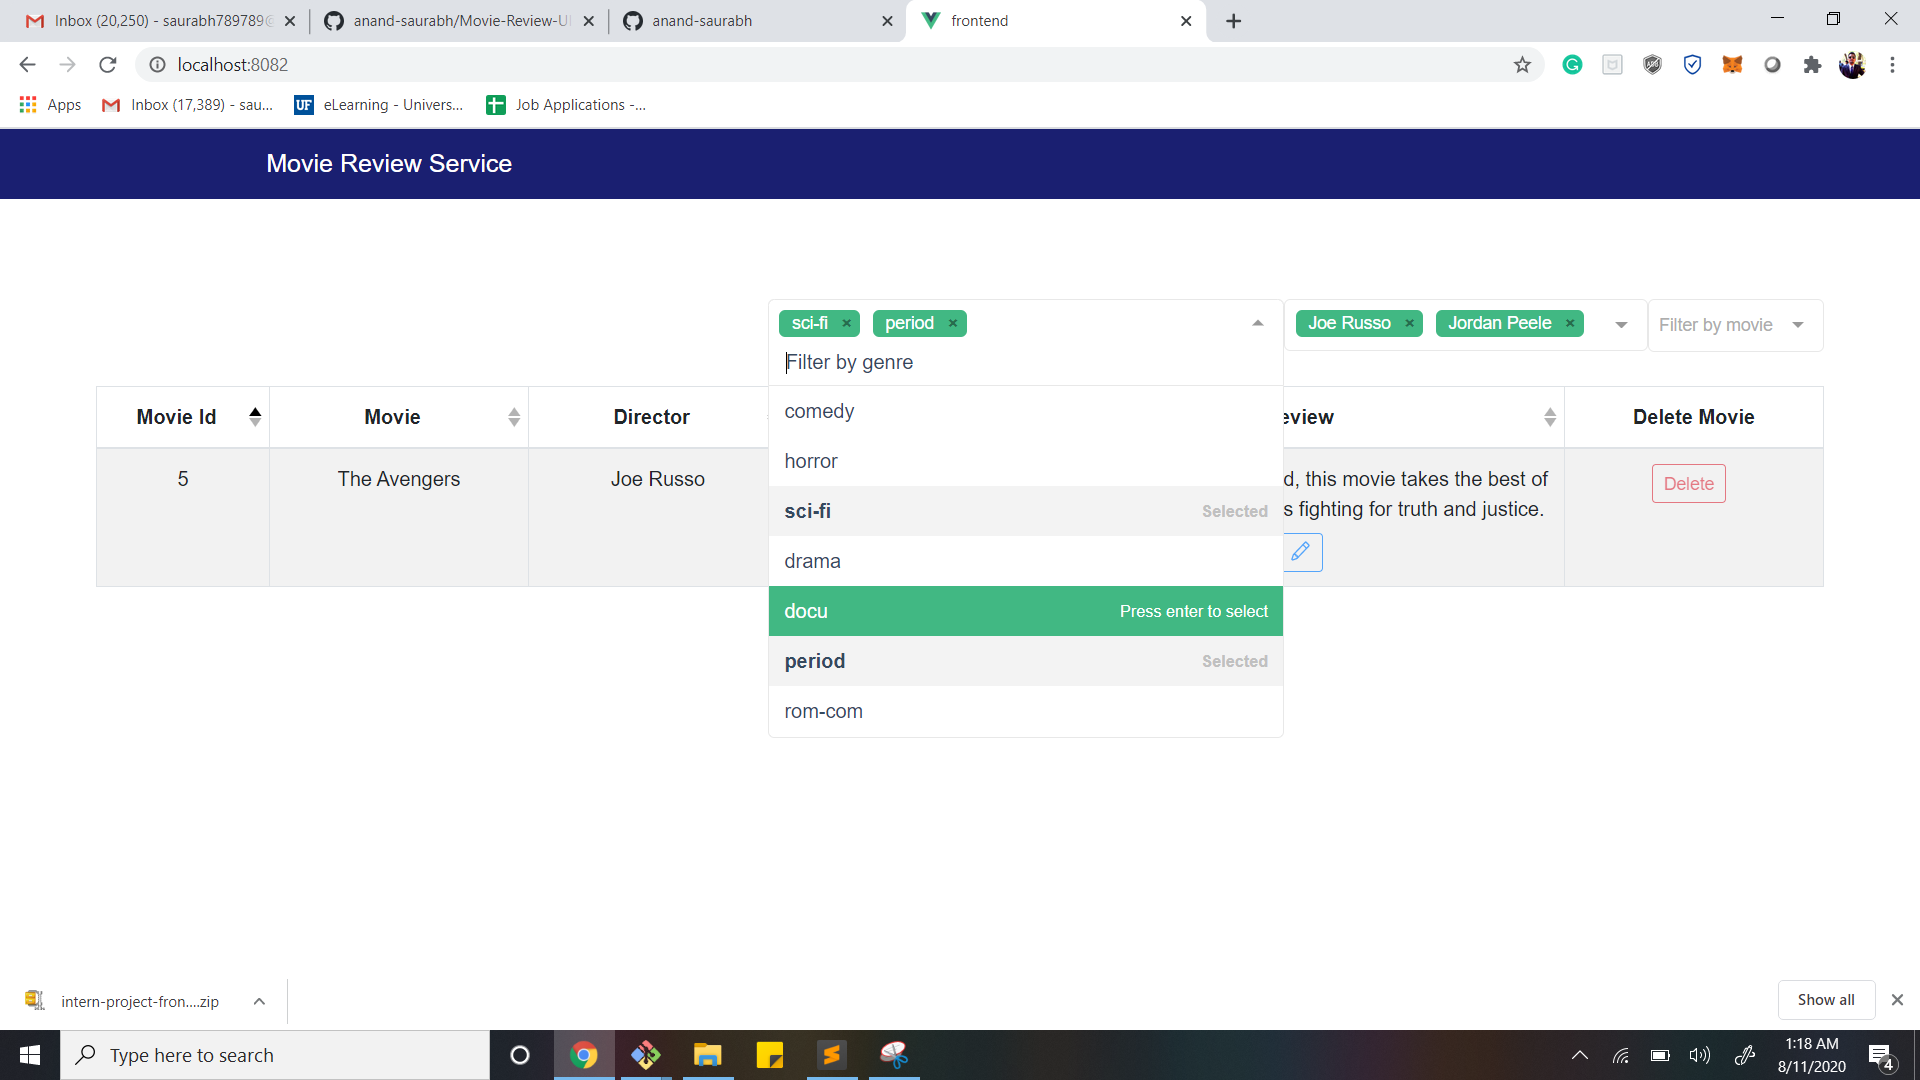 Inbox (20,250) - saurabh789789@
anand-saurabh/Movie-Review-UI
anand-saurabh
frontend
localhost:8082
Apps
Inbox (17,389) - sau...
eLearning - Univers...
Job Applications -...
Movie Review Service
sci-fi ×
period ×
Joe Russo ×
Jordan Peele ×
Filter by movie
Filter by genre
Movie Id
Movie
Director
eview
Delete Movie
comedy
horror
sci-fi Selected
drama
docu Press enter to select
period Selected
rom-com
5
The Avengers
Joe Russo
d, this movie takes the best of
s fighting for truth and justice.
Delete
intern-project-fron....zip
Show all
Type here to search
1:18 AM
8/11/2020
4